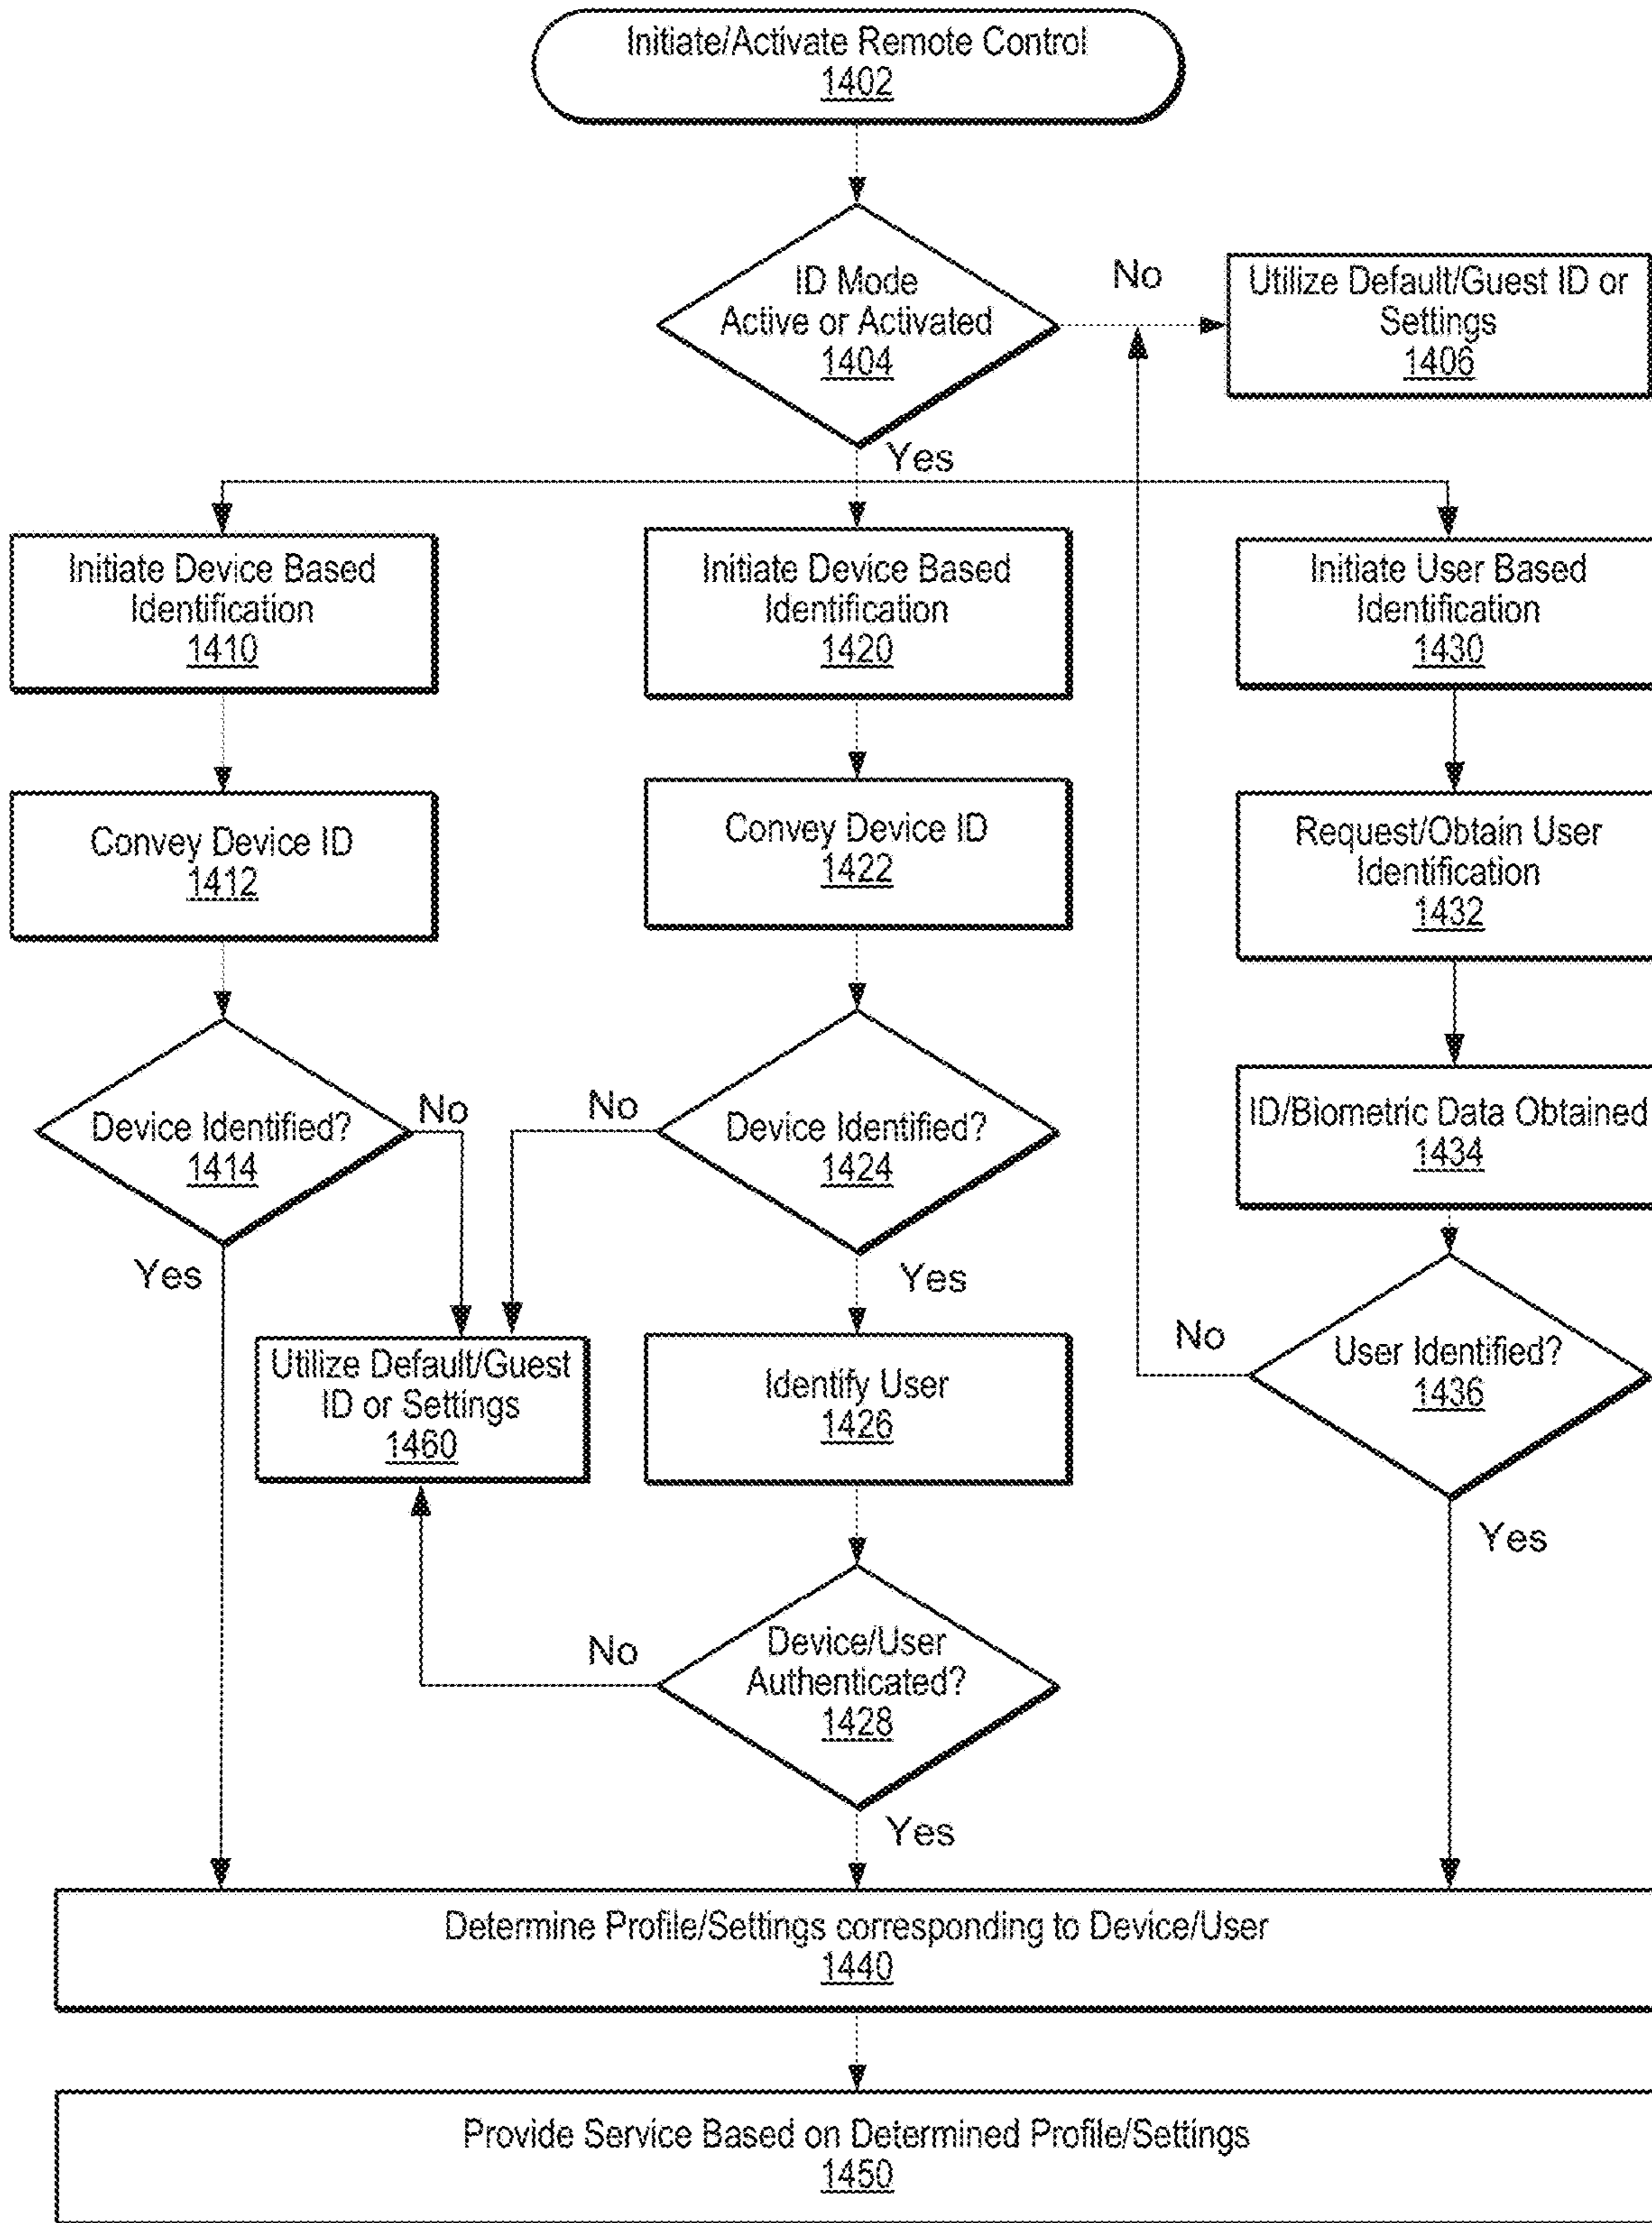 Initiate/Activate Remote Control
1402
ID Mode
Active or Activated
1404
No
Utilize Default/Guest ID or
Settings
1406
Yes
Initiate Device Based
Identification
1410
Initiate Device Based
Identification
1420
Initiate User Based
Identification
1430
Convey Device ID
1412
Convey Device ID
1422
Request/Obtain User
Identification
1432
Device Identified?
1414
No
Yes
No
Device Identified?
1424
Yes
ID/Biometric Data Obtained
1434
Utilize Default/Guest
ID or Settings
1460
Identify User
1426
No
User Identified?
1436
Yes
No
Device/User
Authenticated?
1428
Yes
Determine Profile/Settings corresponding to Device/User
1440
Provide Service Based on Determined Profile/Settings
1450